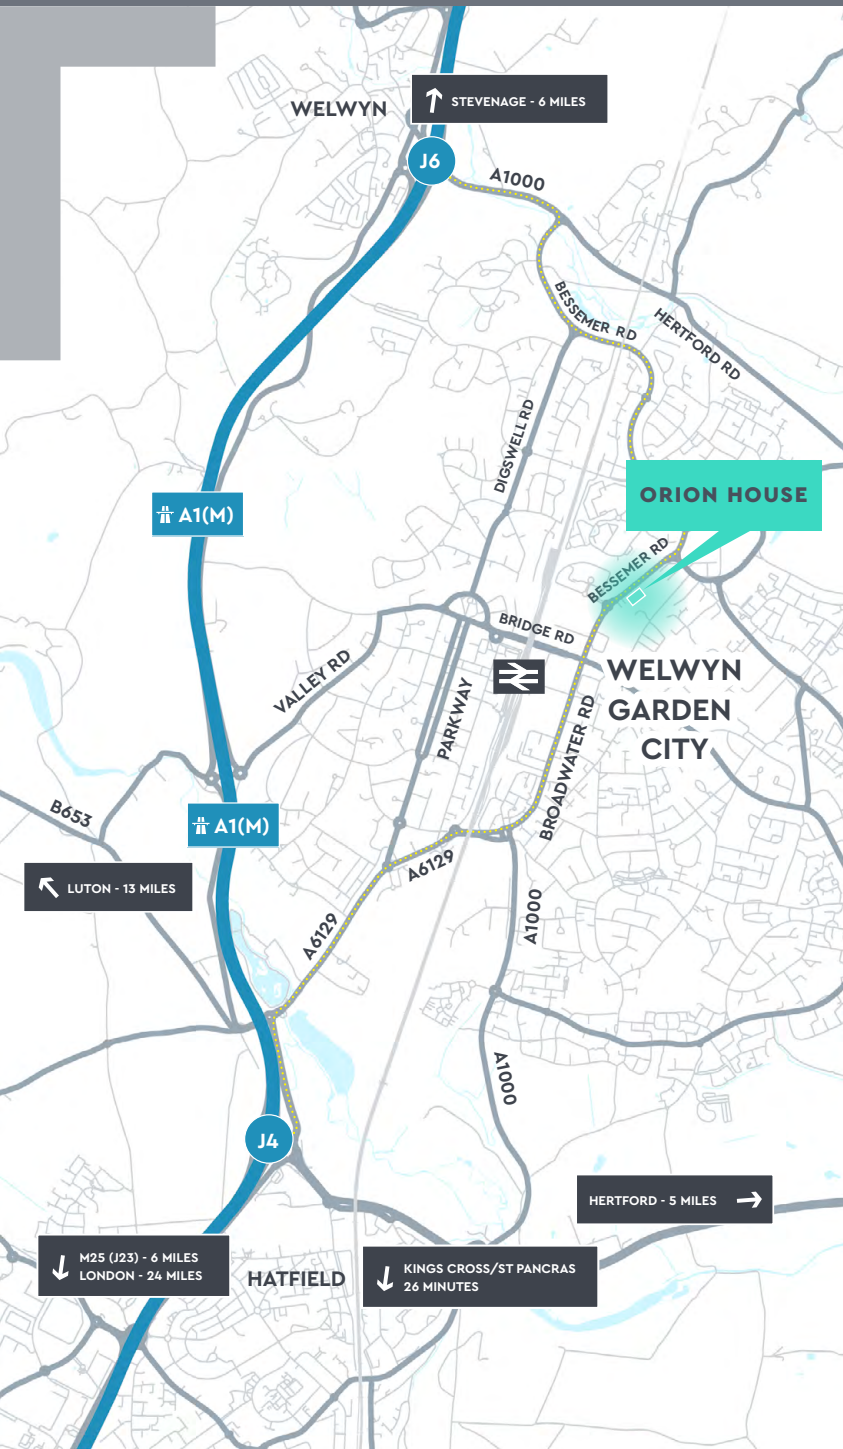 WELWYN
STEVENAGE - 6 MILES
J6
A1000
BESSEMER RD
HERTFORD RD
DIGSWELL RD
ORION HOUSE
A1(M)
BESSEMER RD
BRIDGE RD
VALLEY RD
WELWYN
GARDEN
CITY
PARKWAY
BROADWATER RD
B653
A1(M)
A6129
LUTON - 13 MILES
A1000
A6129
A1000
J4
HERTFORD - 5 MILES
M25 (J23) - 6 MILES
LONDON - 24 MILES
HATFIELD
KINGS CROSS/ST PANCRAS
26 MINUTES